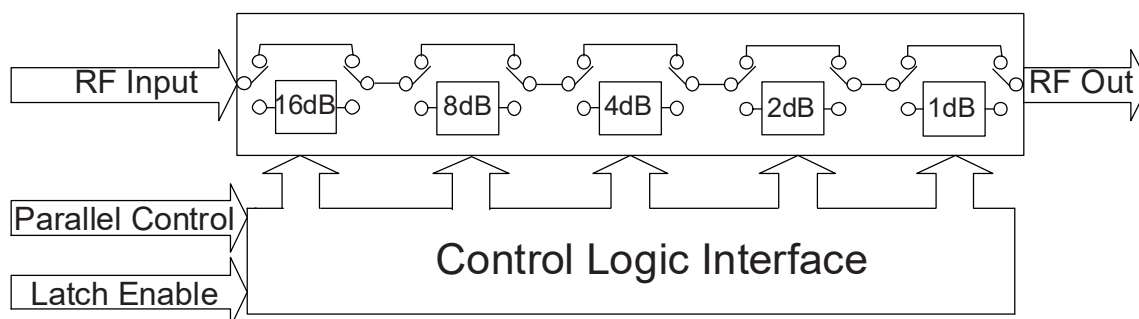 RF Input
16dB
8dB
4dB
2dB
1dB
RF Out
Parallel Control
Latch Enable
Control Logic Interface